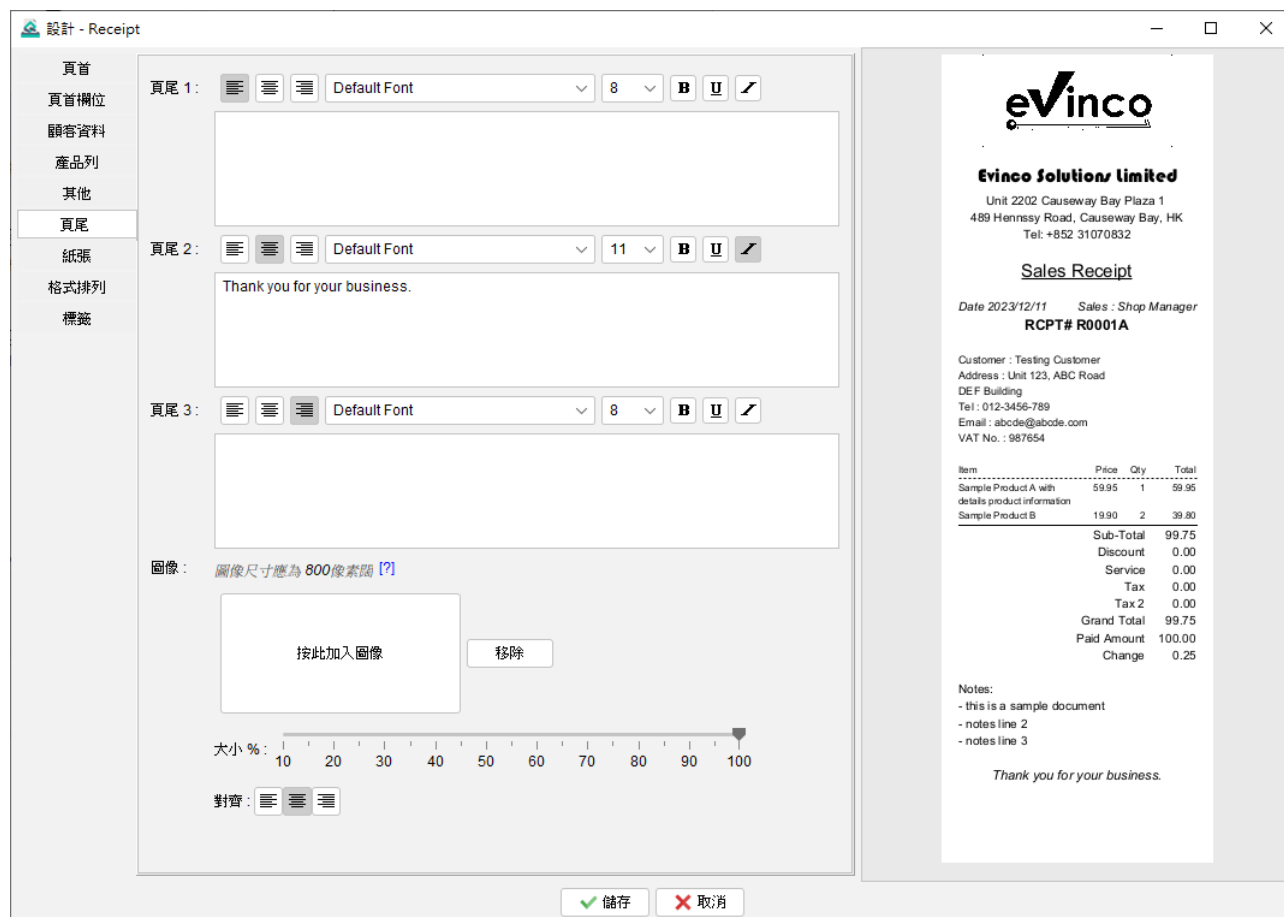 設計 - Receipt
頁首
頁首欄位
顧客資料
產品列
其他
頁尾
紙張
格式排列
標籤
頁尾 1 :
Default Font
8
B U I
頁尾 2 :
Default Font
11
B U I
Thank you for your business.
頁尾 3 :
Default Font
8
B U I
圖像 :
圖像尺寸應為 800像素闊 [?]
按此加入圖像
移除
大小 % :
10 20 30 40 50 60 70 80 90 100
對齊 :
儲存
取消
eVinco
Evinco Solutions Limited
Unit 2202 Causeway Bay Plaza 1
489 Hennssy Road, Causeway Bay, HK
Tel: +852 31070832
Sales Receipt
Date 2023/12/11 Sales : Shop Manager
RCPT# R0001A
Customer : Testing Customer
Address : Unit 123, ABC Road
DEF Building
Tel : 012-3456-789
Email : abcde@abcde.com
VAT No. : 987654
Item Price Qty Total
Sample Product A with 59.95 1 59.95
details product information
Sample Product B 19.90 2 39.80
Sub-Total 99.75
Discount 0.00
Service 0.00
Tax 0.00
Tax 2 0.00
Grand Total 99.75
Paid Amount 100.00
Change 0.25
Notes:
- this is a sample document
- notes line 2
- notes line 3
Thank you for your business.